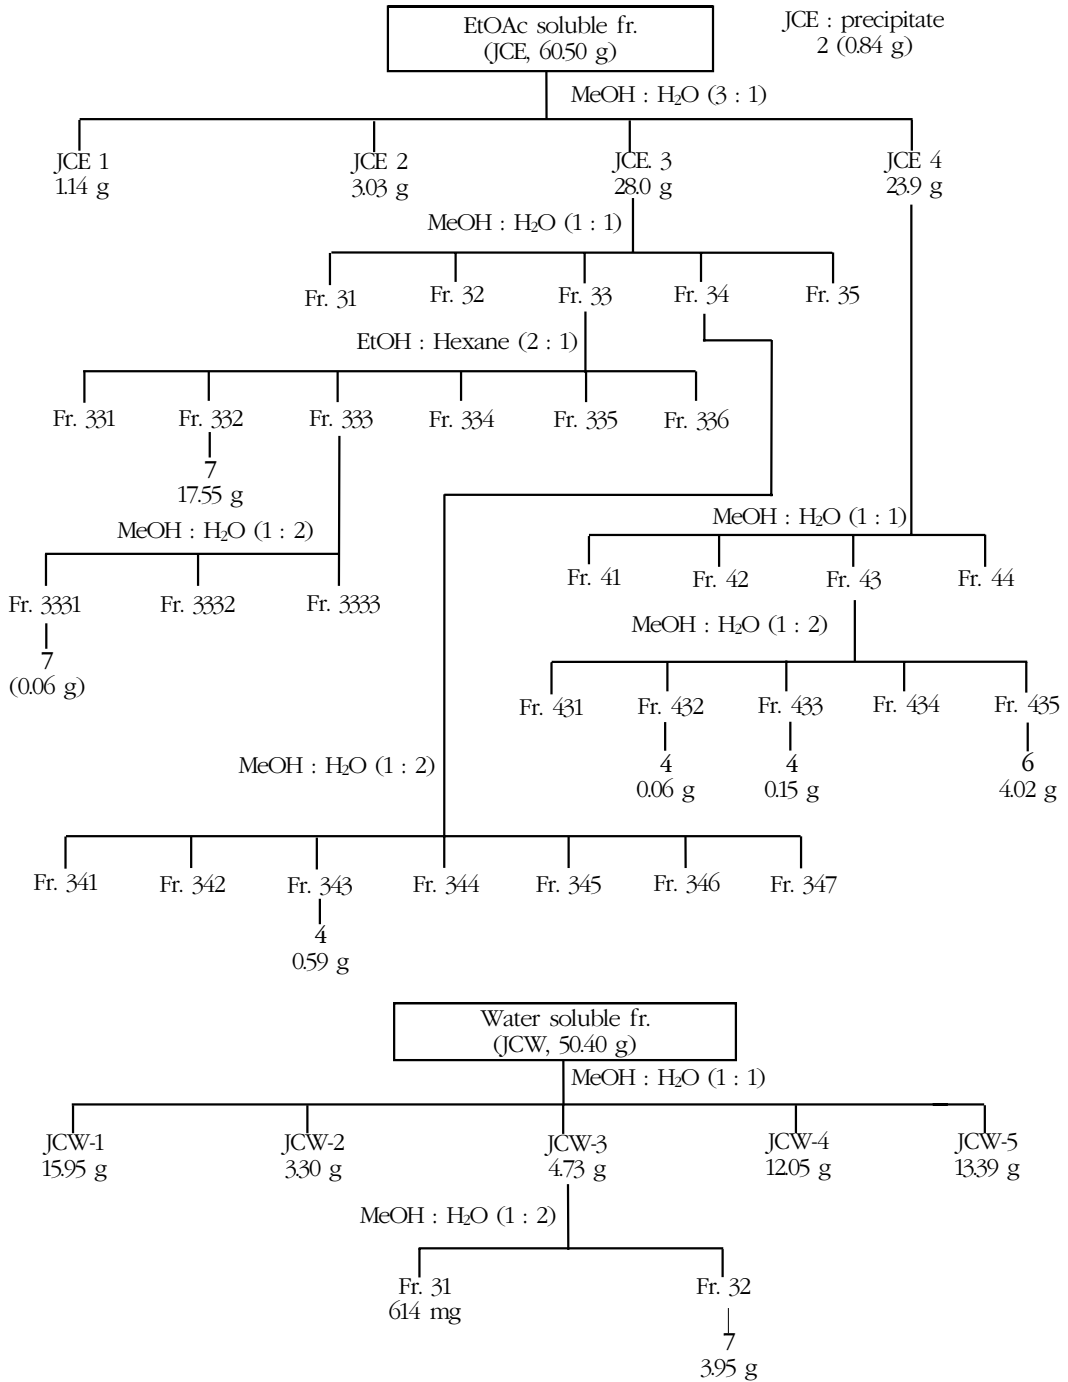 EtOAc soluble fr.
(JCE, 60.50 g)
JCE : precipitate
2 (0.84 g)
MeOH : H₂O (3 : 1)
JCE 1
1.14 g
JCE 2
3.03 g
JCE. 3
28.0 g
JCE 4
23.9 g
MeOH : H₂O (1 : 1)
Fr. 31
Fr. 32
Fr. 33
Fr. 34
Fr. 35
EtOH : Hexane (2 : 1)
Fr. 331
Fr. 332
Fr. 333
Fr. 334
Fr. 335
Fr. 336
7
17.55 g
MeOH : H₂O (1 : 2)
Fr. 3331
Fr. 3332
Fr. 3333
7
(0.06 g)
MeOH : H₂O (1 : 1)
Fr. 41
Fr. 42
Fr. 43
Fr. 44
MeOH : H₂O (1 : 2)
Fr. 431
Fr. 432
Fr. 433
Fr. 434
Fr. 435
4
0.06 g
4
0.15 g
6
4.02 g
MeOH : H₂O (1 : 2)
Fr. 341
Fr. 342
Fr. 343
Fr. 344
Fr. 345
Fr. 346
Fr. 347
4
0.59 g
Water soluble fr.
(JCW, 50.40 g)
MeOH : H₂O (1 : 1)
JCW-1
15.95 g
JCW-2
3.30 g
JCW-3
4.73 g
JCW-4
12.05 g
JCW-5
13.39 g
MeOH : H₂O (1 : 2)
Fr. 31
614 mg
Fr. 32
7
3.95 g